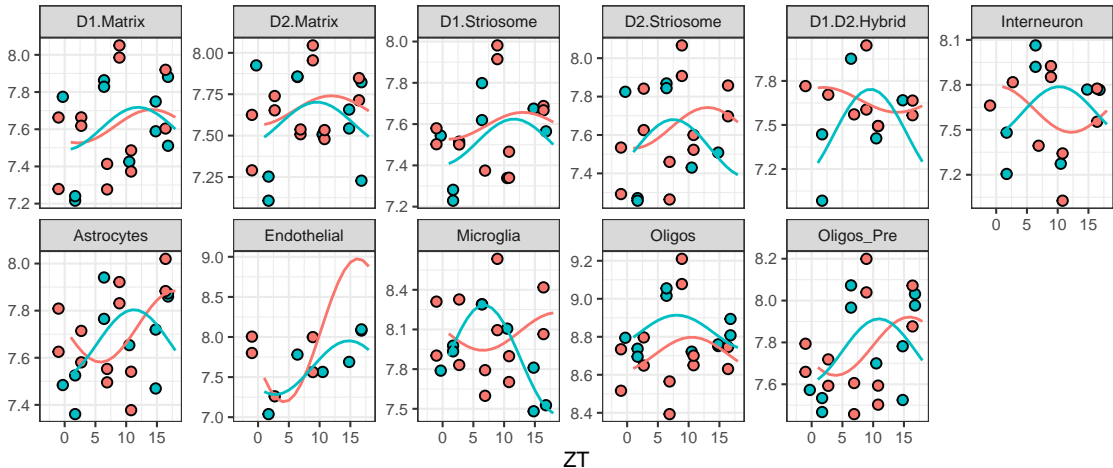 D1.Matrix D2.Matrix D1.Striosome D2.Striosome D1.D2.Hybrid Interneuron
8.0 8.00 8.0 8.0 7.8 8.1
7.8 7.75 7.8 7.8 7.5 7.8
7.6 7.50 7.6 7.6 7.2 7.5
7.4 7.25 7.4 7.4 7.2
7.2 7.2
Astrocytes Endothelial Microglia Oligos Oligos_Pre
8.0 9.0 8.5 9.2 8.2
7.8 8.5 8.2 9.0 8.0
7.6 8.0 8.0 8.8 7.8
7.4 7.5 7.8 8.6 7.6
7.0 7.5 8.4
0 5 10 15 0 5 10 15 0 5 10 15 0 5 10 15 0 5 10 15
ZT